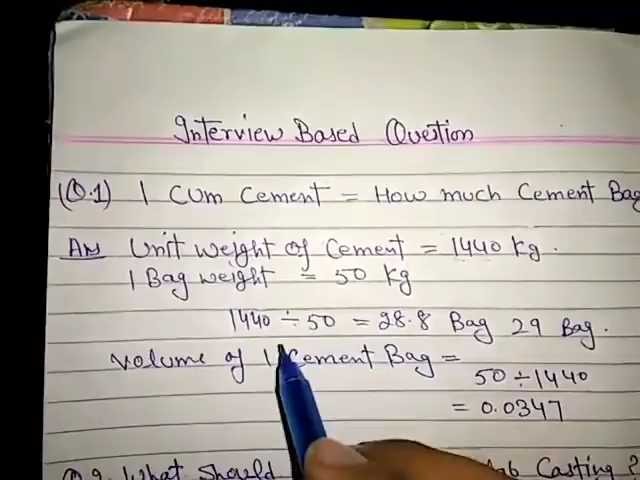 Interview Based Question
(Q.1) 1 Cum Cement = How much Cement Bag
An Unit weight of Cement = 1440 kg.
1 Bag weight = 50 kg
1440 ÷ 50 = 28.8 Bag 29 Bag.
Volume of 1 Cement Bag =
50 ÷ 1440
= 0.0347
Q.2 What Should Casting ?